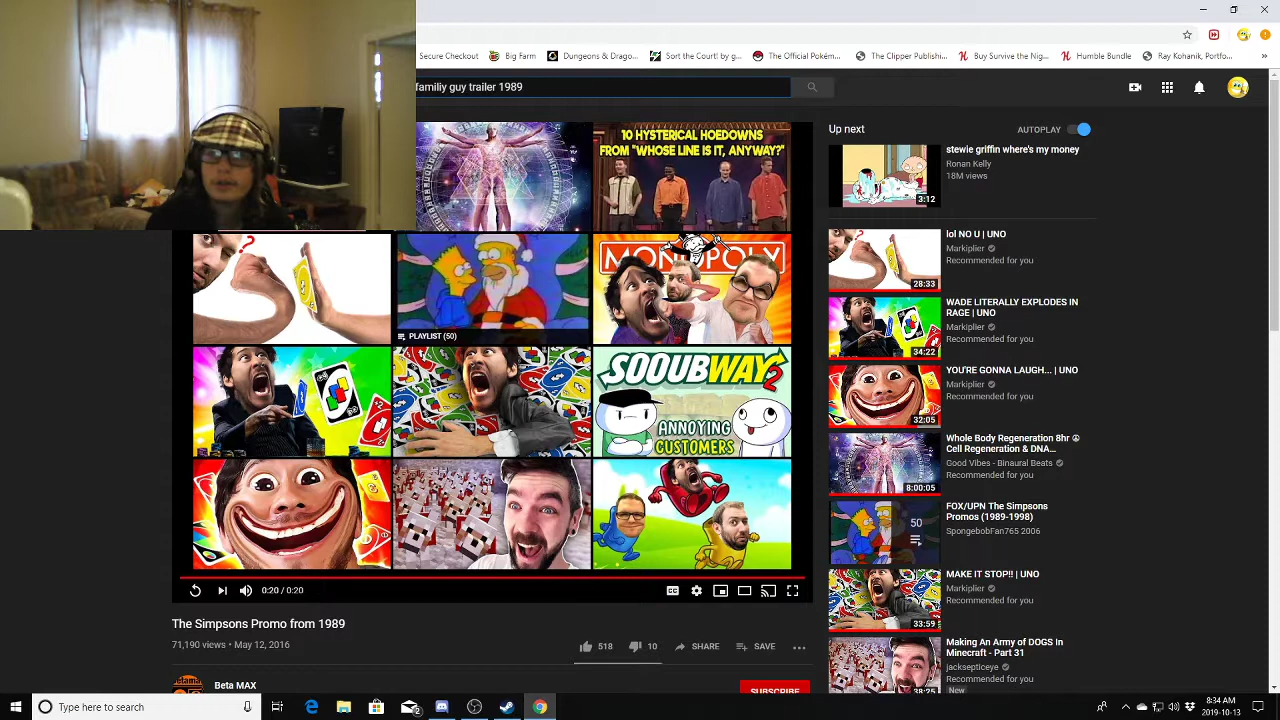 Secure Checkout
Big Farm
Dungeons & Drago...
Sort the Court! by g...
The Official Pokém...
The Clipper Publishi...
Novelkeys_
Humble Bundle
Ray Kohanik, Portl...
»
familiy guy trailer 1989
10 HYSTERICAL HOEDOWNS
FROM "WHOSE LINE IS IT, ANYWAY?"
?
PLAYLIST (50)
MONOPOLY
SOOUBWAY
2
ANNOYING
CUSTOMERS
0:20 / 0:20
CC
The Simpsons Promo from 1989
71,190 views • May 12, 2016
518
10
SHARE
SAVE
Beta MAX
SUBSCRIBE
Up next
AUTOPLAY
stewie griffin where's my money
Ronan Kelly
18M views
3:12
lol NO U | UNO
Markiplier
Recommended for you
28:33
WADE LITERALLY EXPLODES IN
RAGE | UNO
Markiplier
Recommended for you
34:22
YOU'RE GONNA LAUGH... | UNO
Markiplier
Recommended for you
32:05
Whole Body Regeneration 8hr ☮
Cell Regeneration & DNA...
Good Vibes - Binaural Beats
Recommended for you
8:00:05
FOX/UPN The Simpsons
Promos (1989-1998)
SpongebobFan765 2006
50
MAKE IT STOP!! | UNO
Markiplier
Recommended for you
33:59
Making An Army of DOGS IN
Minecraft - Part 31
jacksepticeye
Recommended for you
New
38:25
Type here to search
8:34 AM
2019-10-13